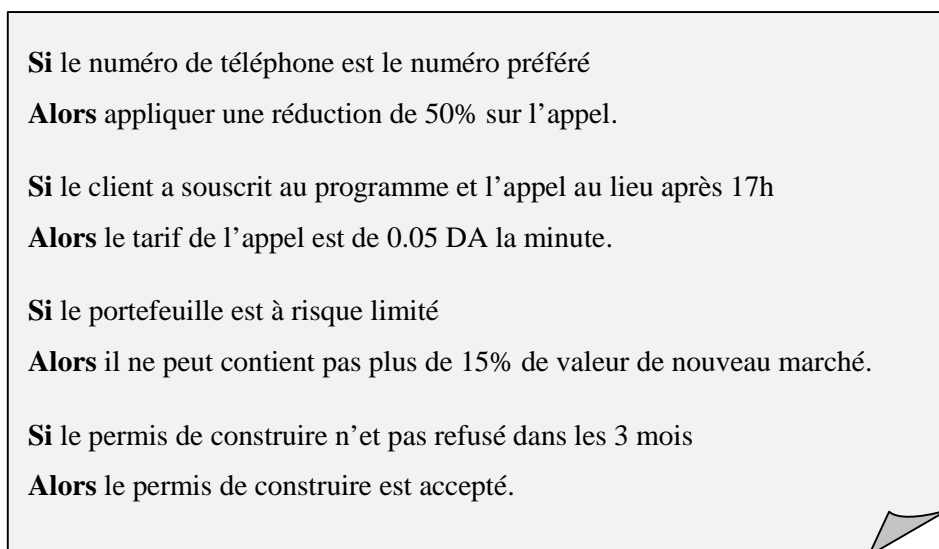 Si le numéro de téléphone est le numéro préféré
Alors appliquer une réduction de 50% sur l’appel.
Si le client a souscrit au programme et l’appel au lieu après 17h
Alors le tarif de l’appel est de 0.05 DA la minute.
Si le portefeuille est à risque limité
Alors il ne peut contient pas plus de 15% de valeur de nouveau marché.
Si le permis de construire n’et pas refusé dans les 3 mois
Alors le permis de construire est accepté.